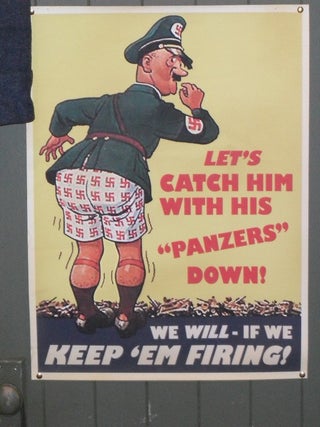 LET'S
CATCH HIM
WITH HIS
"PANZERS"
DOWN!
WE WILL - IF WE
KEEP 'EM FIRING!